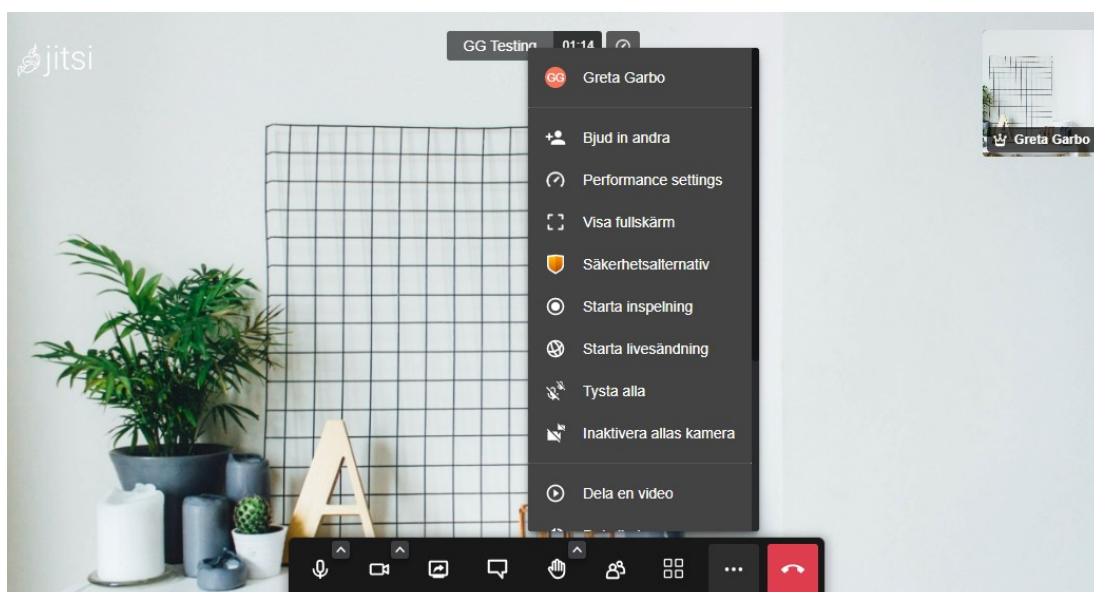 jitsi
GG Testing 01:14
GG Greta Garbo
Bjud in andra
Greta Garbo
Performance settings
Visa fullskärm
Säkerhetsalternativ
Starta inspelning
Starta livesändning
Tysta alla
Inaktivera allas kamera
Dela en video
A